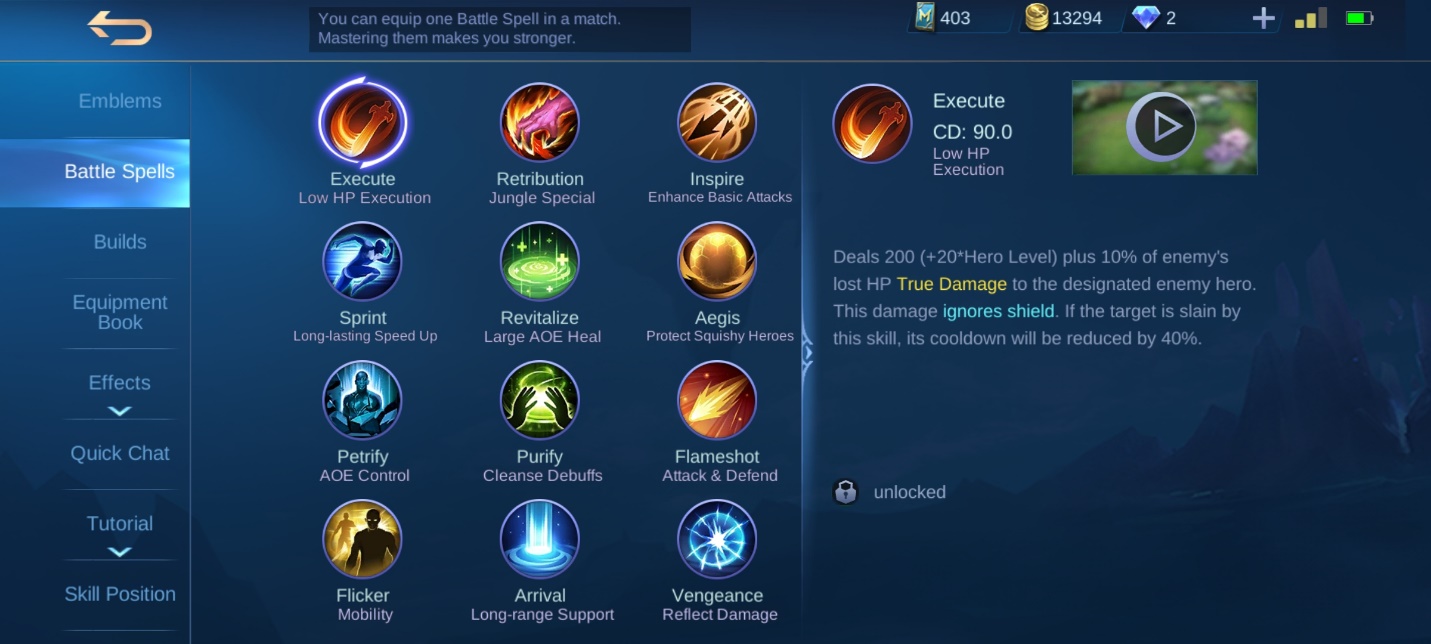 You can equip one Battle Spell in a match.
Mastering them makes you stronger.
403
13294
2
Emblems
Battle Spells
Builds
Equipment
Book
Effects
Quick Chat
Tutorial
Skill Position
Execute
Low HP Execution
Retribution
Jungle Special
Inspire
Enhance Basic Attacks
Sprint
Long-lasting Speed Up
Revitalize
Large AOE Heal
Aegis
Protect Squishy Heroes
Petrify
AOE Control
Purify
Cleanse Debuffs
Flameshot
Attack & Defend
Flicker
Mobility
Arrival
Long-range Support
Vengeance
Reflect Damage
Execute
CD: 90.0
Low HP
Execution
Deals 200 (+20*Hero Level) plus 10% of enemy's
lost HP True Damage to the designated enemy hero.
This damage ignores shield. If the target is slain by
this skill, its cooldown will be reduced by 40%.
unlocked